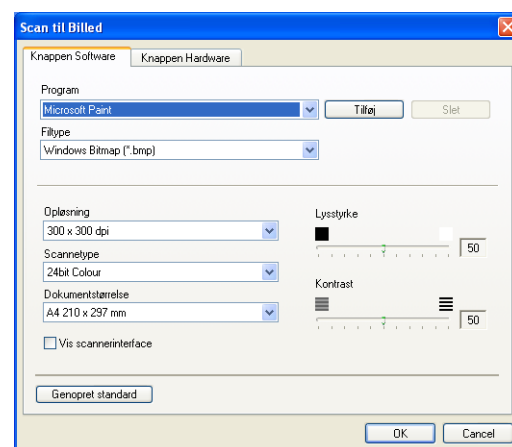 Scan til Billed
Knappen Software
Knappen Hardware
Program
Microsoft Paint
Tilføj
Slet
Filtype
Windows Bitmap (*.bmp)
Opløsning
300 x 300 dpi
Scannetype
24bit Colour
Dokumentstørrelse
A4 210 x 297 mm
Vis scannerinterface
Lysstyrke
50
Kontrast
50
Genopret standard
OK
Cancel